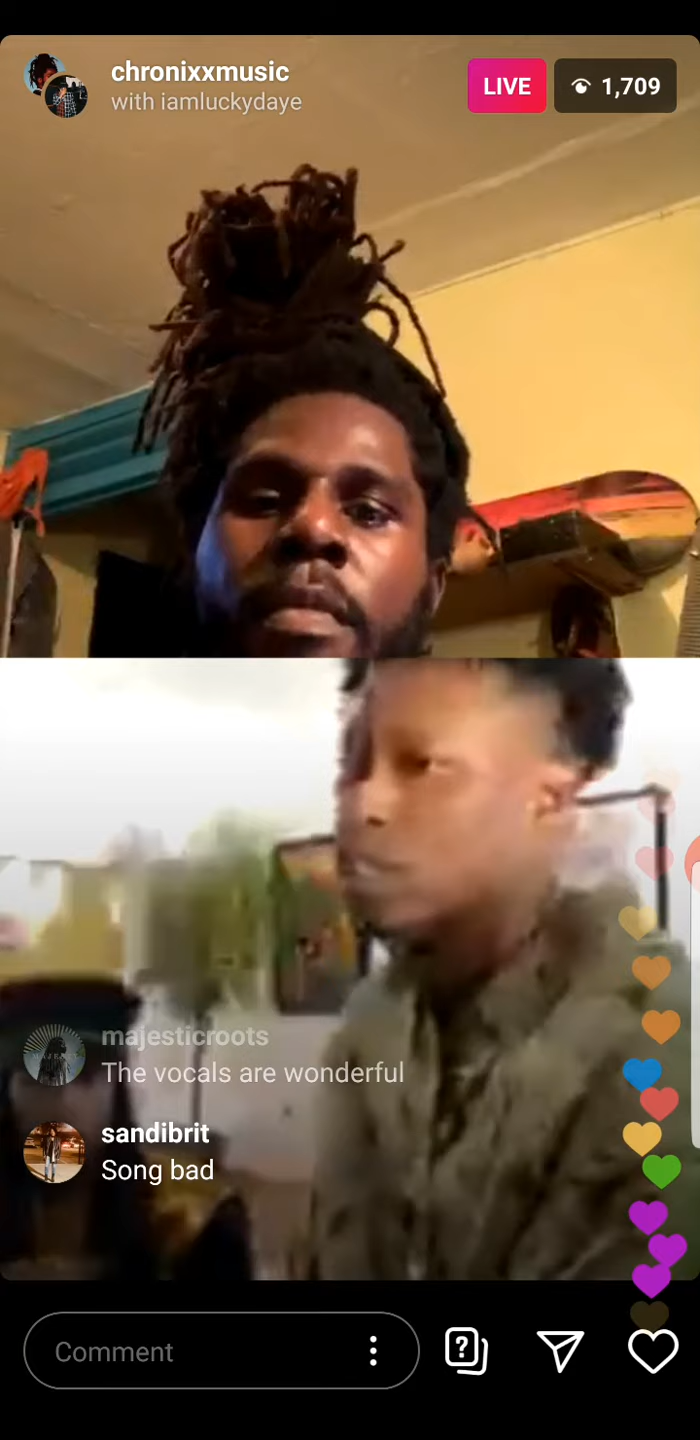 chronixxmusic
with iamluckydaye
LIVE
1,709
majesticroots
The vocals are wonderful
sandibrit
Song bad
Comment
?